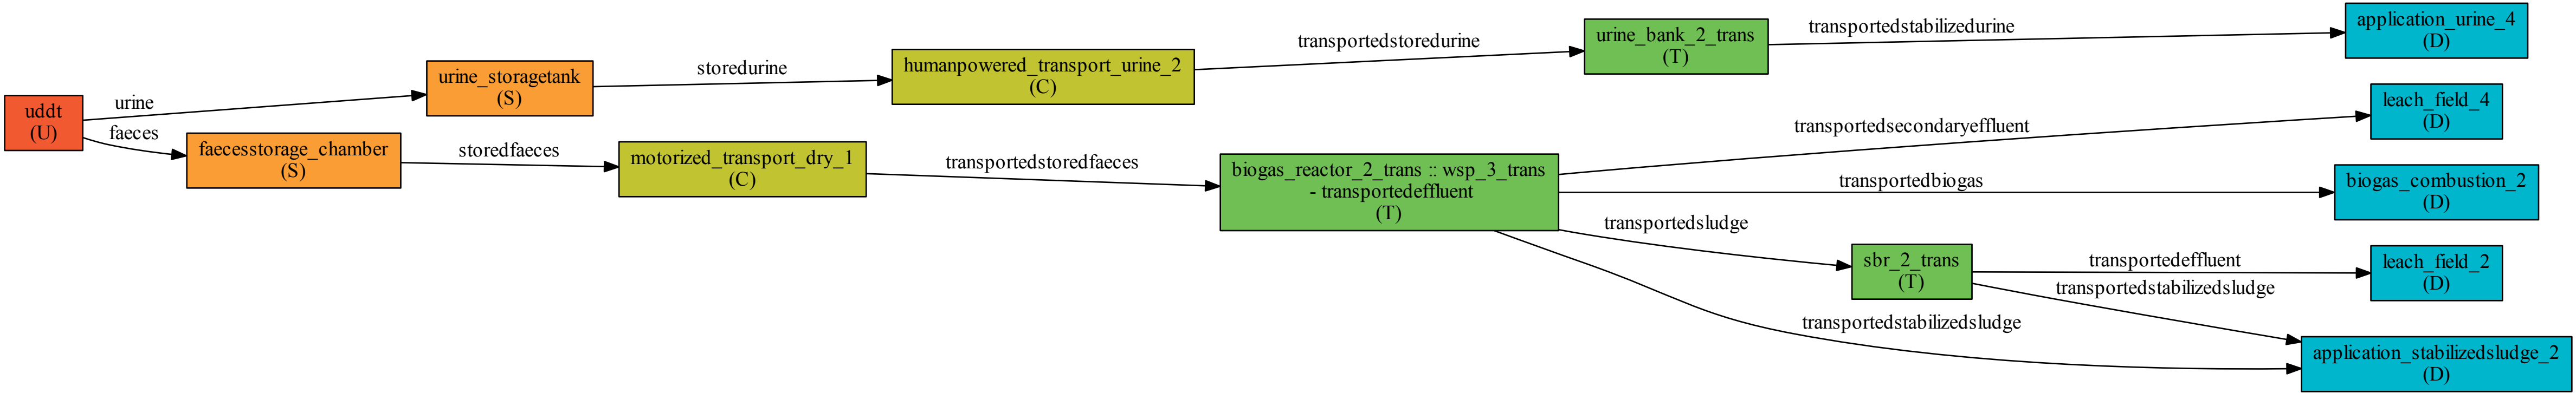 uddt
(U)
urine
faeces
urine_storagetank
(S)
faecesstorage_chamber
(S)
storedurine
storedfaeces
humanpowered_transport_urine_2
(C)
motorized_transport_dry_1
(C)
transportedstoredurine
transportedstoredfaeces
urine_bank_2_trans
(T)
biogas_reactor_2_trans :: wsp_3_trans
- transportedeffluent
(T)
transportedstabilizedurine
transportedsecondaryeffluent
transportedbiogas
transportedsludge
transportedstabilizedsludge
sbr_2_trans
(T)
transportedeffluent
transportedstabilizedsludge
application_urine_4
(D)
leach_field_4
(D)
biogas_combustion_2
(D)
leach_field_2
(D)
application_stabilizedsludge_2
(D)